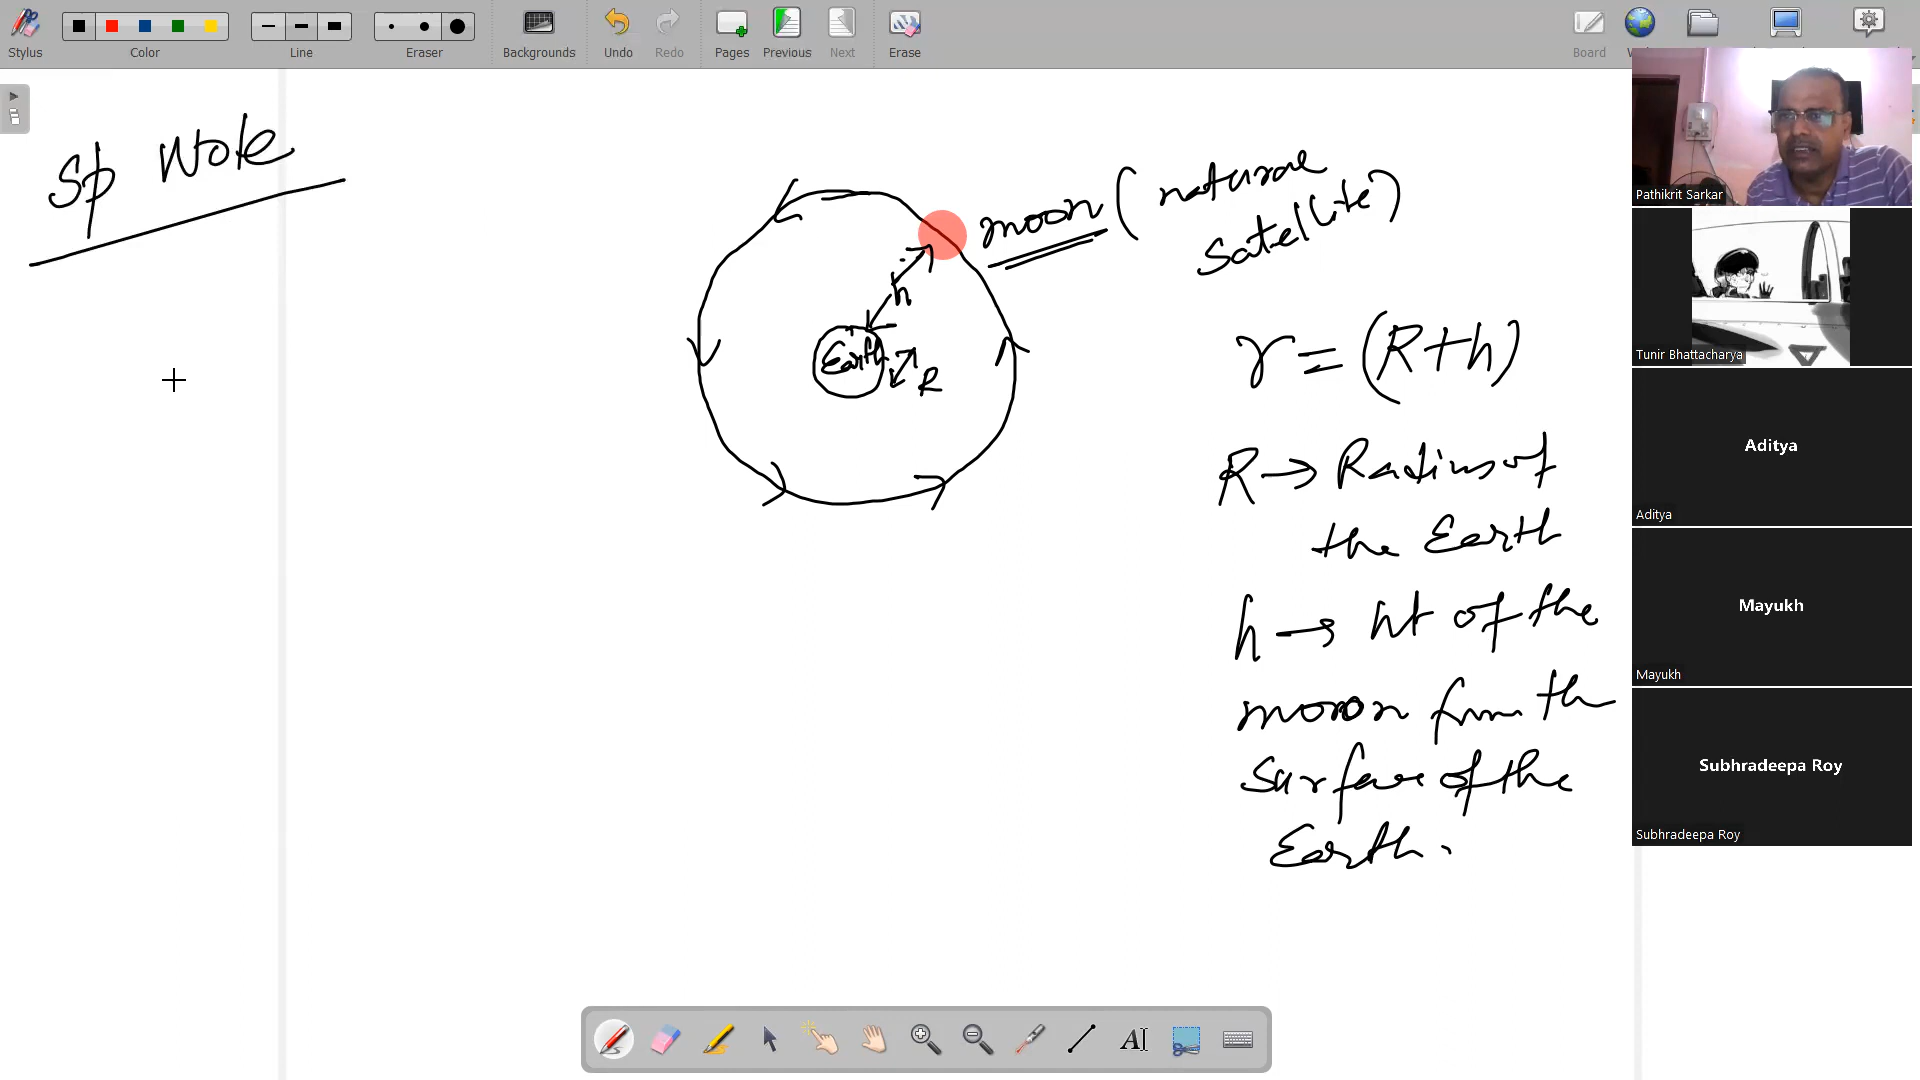 Stylus
Color
Line
Eraser
Backgrounds
Undo
Redo
Pages
Previous
Next
Erase
Board
Sp Note
moon (natural
satellite)
h
Earth
R
r = (R+h)
R → Radius of
the Earth
h → ht of the
moon from the
surface of the
Earth.
Pathikrit Sarkar
Tunir Bhattacharya
Aditya
Aditya
Mayukh
Mayukh
Subhradeepa Roy
Subhradeepa Roy
AI